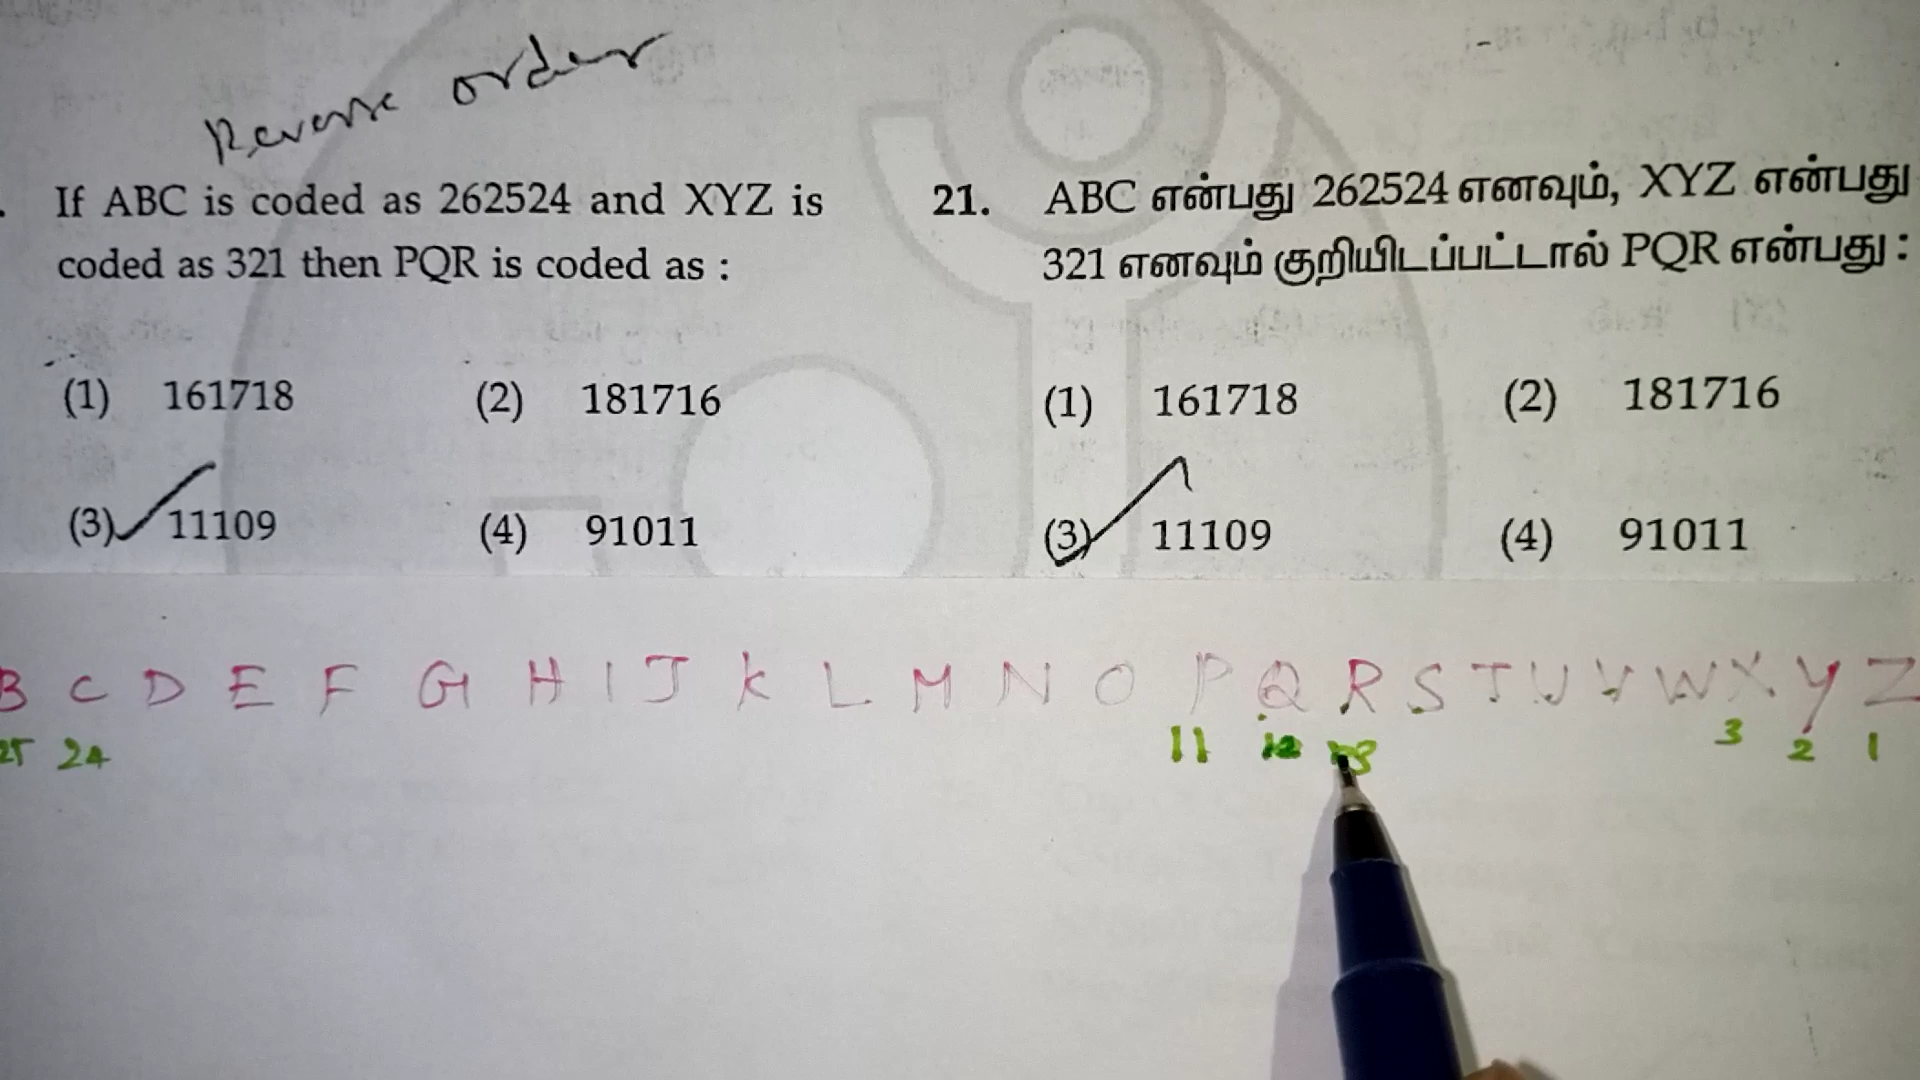 Reverse order
If ABC is coded as 262524 and XYZ is
coded as 321 then PQR is coded as :
(1) 161718 (2) 181716
(3) 11109 (4) 91011
21. ABC என்பது 262524 எனவும், XYZ என்பது
321 எனவும் குறியிடப்பட்டால் PQR என்பது :
(1) 161718 (2) 181716
(3) 11109 (4) 91011
B C D E F G H I J K L M N O P Q R S T U V W X Y Z
25 24 11 3 2 1